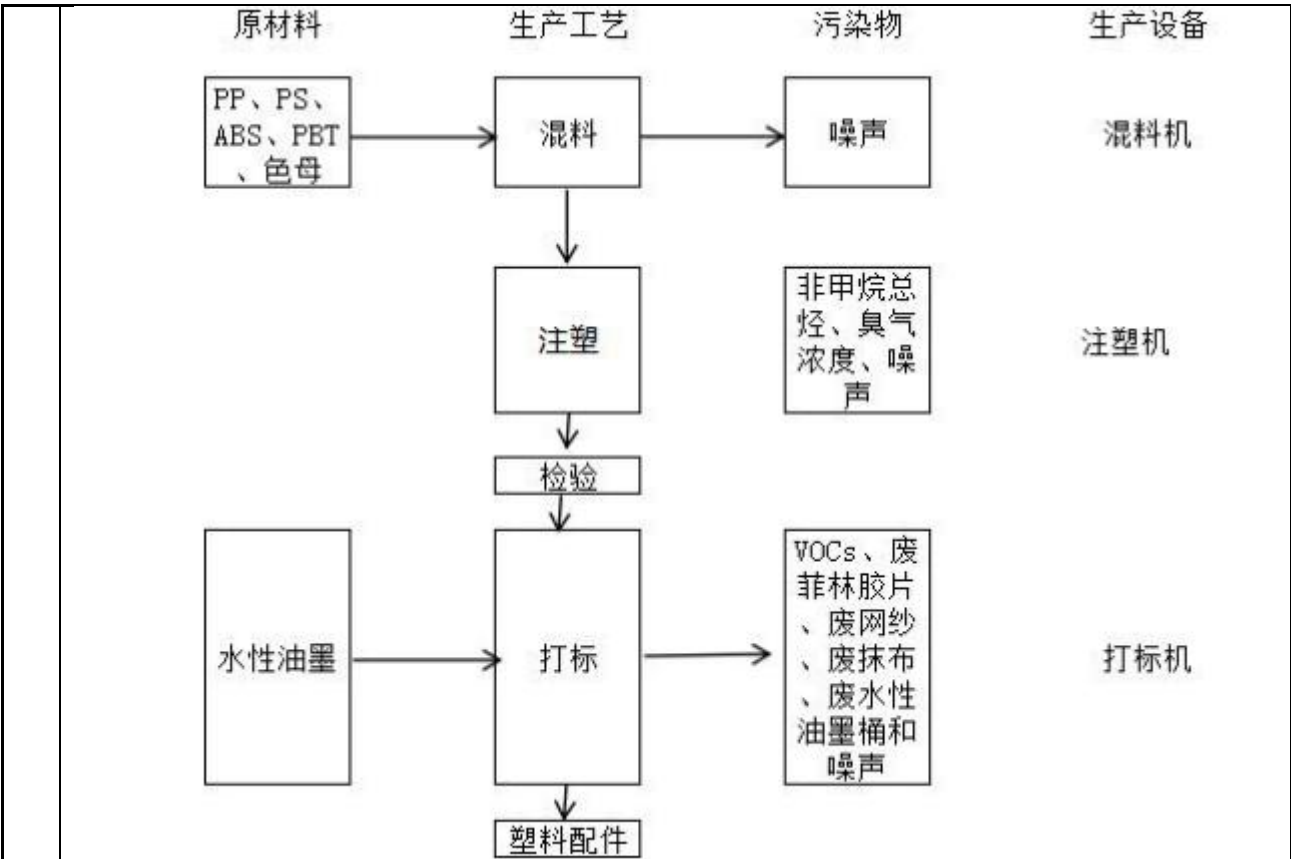 原材料 生产工艺 污染物 生产设备
PP、PS、
ABS、PBT
、色母
混料
噪声
混料机
注塑
非甲烷总
烃、臭气
浓度、噪
声
注塑机
检验
水性油墨
打标
VOCs、废
菲林胶片
、废网纱
、废抹布
、废水性
油墨桶和
噪声
打标机
塑料配件